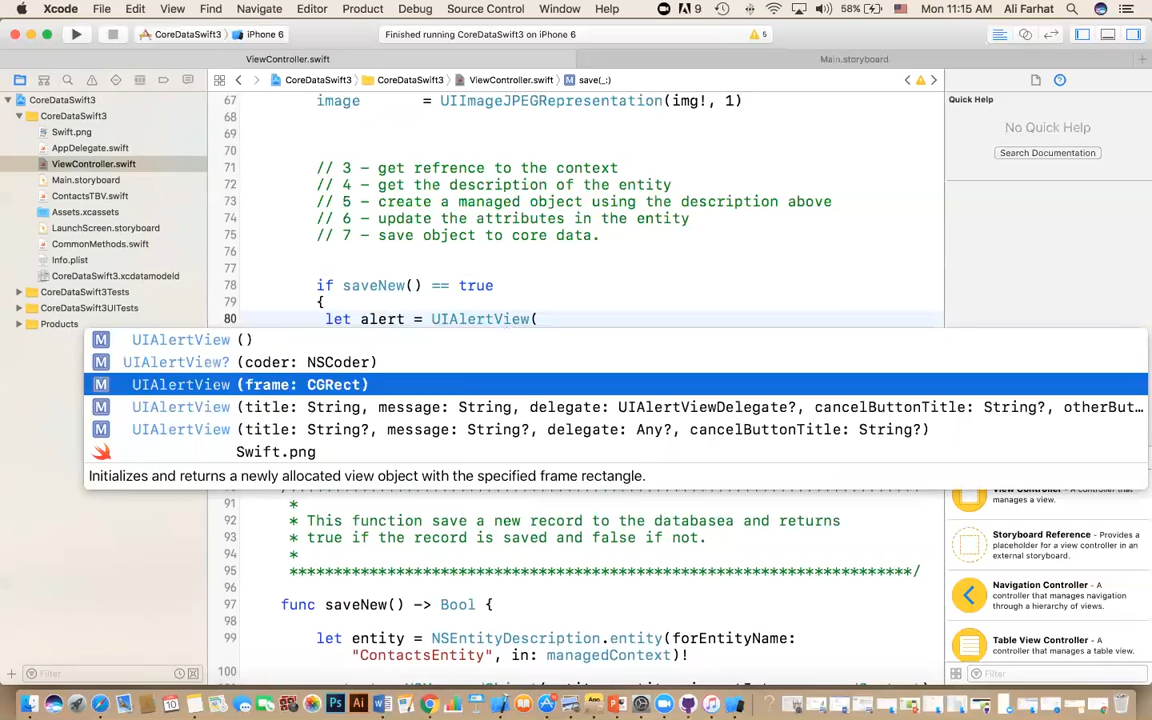 Xcode File Edit View Find Navigate Editor Product Debug Source Control Window Help 9 58% Mon 11:15 AM Ali Farhat
CoreDataSwift3 iPhone 6 Finished running CoreDataSwift3 on iPhone 6 5
ViewController.swift Main.storyboard
CoreDataSwift3 CoreDataSwift3 ViewController.swift M save(_:)
CoreDataSwift3
CoreDataSwift3
Swift.png
AppDelegate.swift
ViewController.swift
Main.storyboard
ContactsTBV.swift
Assets.xcassets
LaunchScreen.storyboard
CommonMethods.swift
Info.plist
CoreDataSwift3.xcdatamodeld
CoreDataSwift3Tests
CoreDataSwift3UITests
Products
Filter
67 image = UIImageJPEGRepresentation(img!, 1)
68
69
70
71 // 3 - get refrence to the context
72 // 4 - get the description of the entity
73 // 5 - create a managed object using the description above
74 // 6 - update the attributes in the entity
75 // 7 - save object to core data.
76
77
78 if saveNew() == true
79 {
80 let alert = UIAlertView(
M UIAlertView ()
M UIAlertView? (coder: NSCoder)
M UIAlertView (frame: CGRect)
M UIAlertView (title: String, message: String, delegate: UIAlertViewDelegate?, cancelButtonTitle: String?, otherBut...
M UIAlertView (title: String?, message: String?, delegate: Any?, cancelButtonTitle: String?)
Swift.png
Initializes and returns a newly allocated view object with the specified frame rectangle.
91 *
92 * This function save a new record to the databasea and returns
93 * true if the record is saved and false if not.
94 *
95 **********************************************************************/
96
97 func saveNew() -> Bool {
98
99 let entity = NSEntityDescription.entity(forEntityName:
"ContactsEntity", in: managedContext)!
100
Quick Help
No Quick Help
Search Documentation
manages a view.
Storyboard Reference - Provides a placeholder for a view controller in an external storyboard.
Navigation Controller - A controller that manages navigation through a hierarchy of views.
Table View Controller - A controller that manages a table view.
Filter